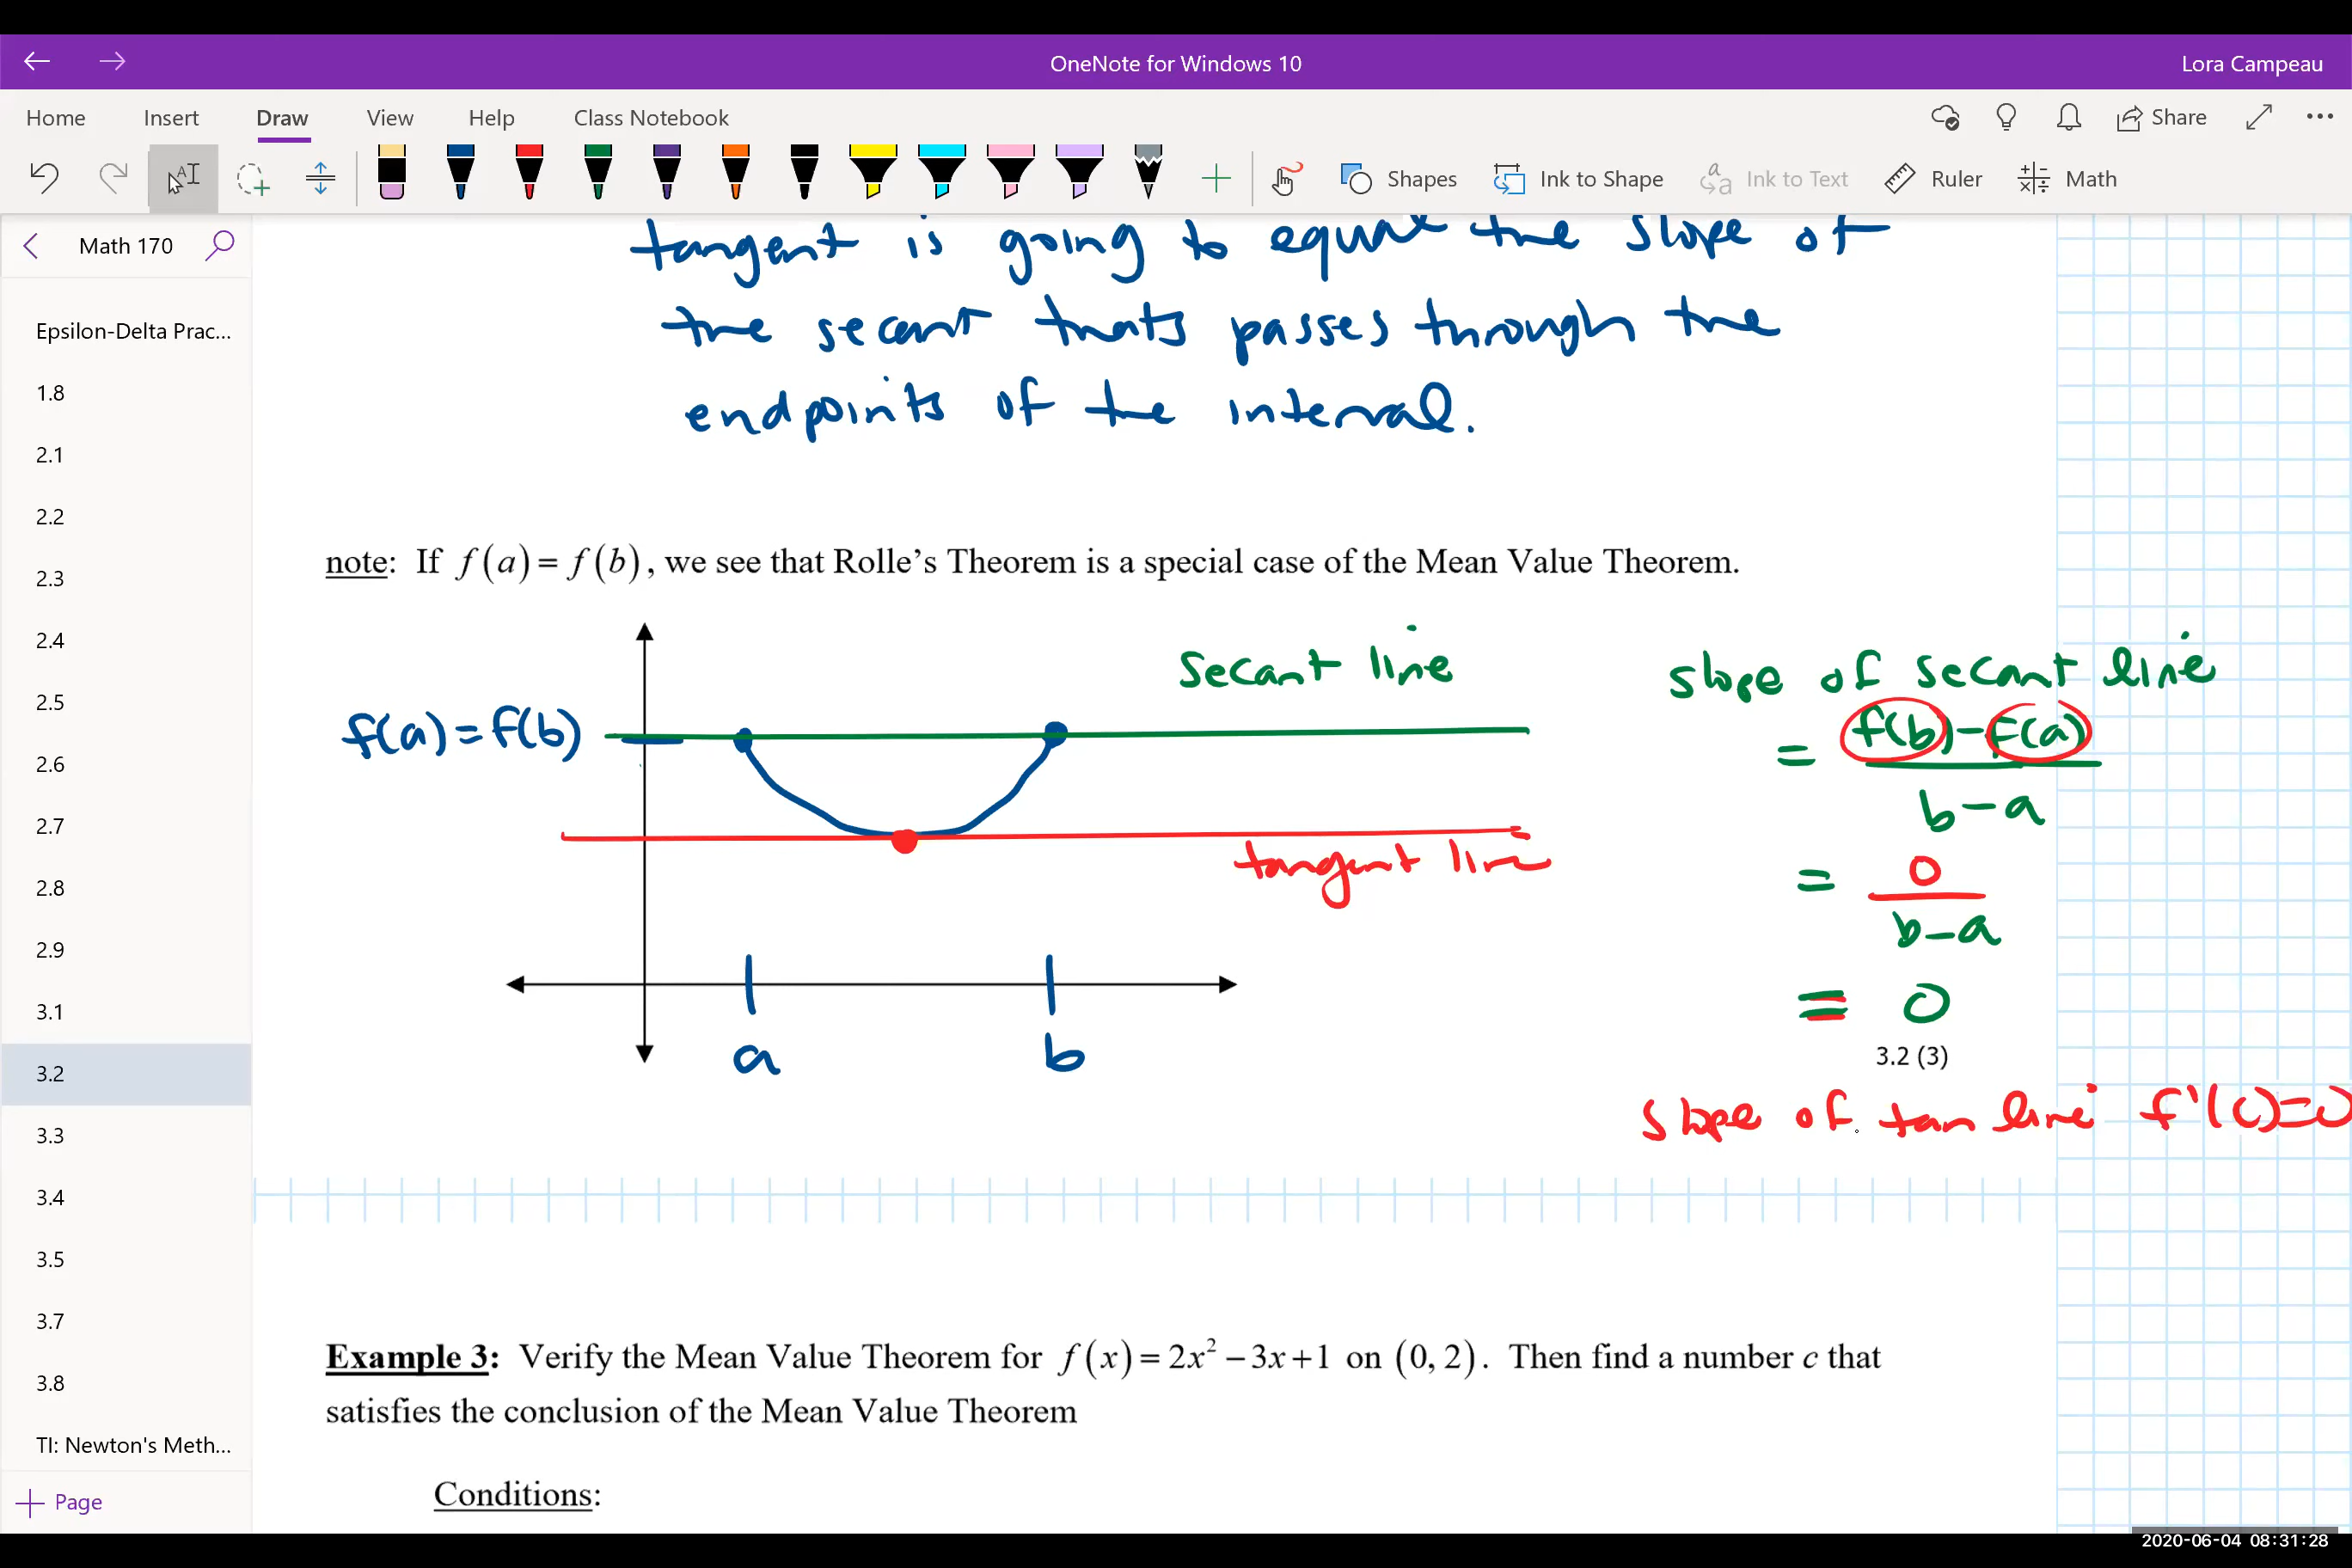 OneNote for Windows 10
Lora Campeau
Home Insert Draw View Help Class Notebook Share
Shapes Ink to Shape Ink to Text Ruler Math
Math 170
Epsilon-Delta Prac...
1.8
2.1
2.2
2.3
2.4
2.5
2.6
2.7
2.8
2.9
3.1
3.2
3.3
3.4
3.5
3.7
3.8
TI: Newton's Meth...
Page
tangent is going to equal the slope of
the secant thats passes through the
endpoints of the interval.
note: If f(a) = f(b), we see that Rolle's Theorem is a special case of the Mean Value Theorem.
secant line
f(a) = f(b)
tangent line
a b
slope of secant line
= f(b) - f(a)
b - a
= 0
b - a
= 0
3.2 (3)
slope of tan line f'(c) = 0
Example 3: Verify the Mean Value Theorem for f(x) = 2x² − 3x + 1 on (0, 2). Then find a number c that
satisfies the conclusion of the Mean Value Theorem
Conditions:
2020-06-04 08:31:28